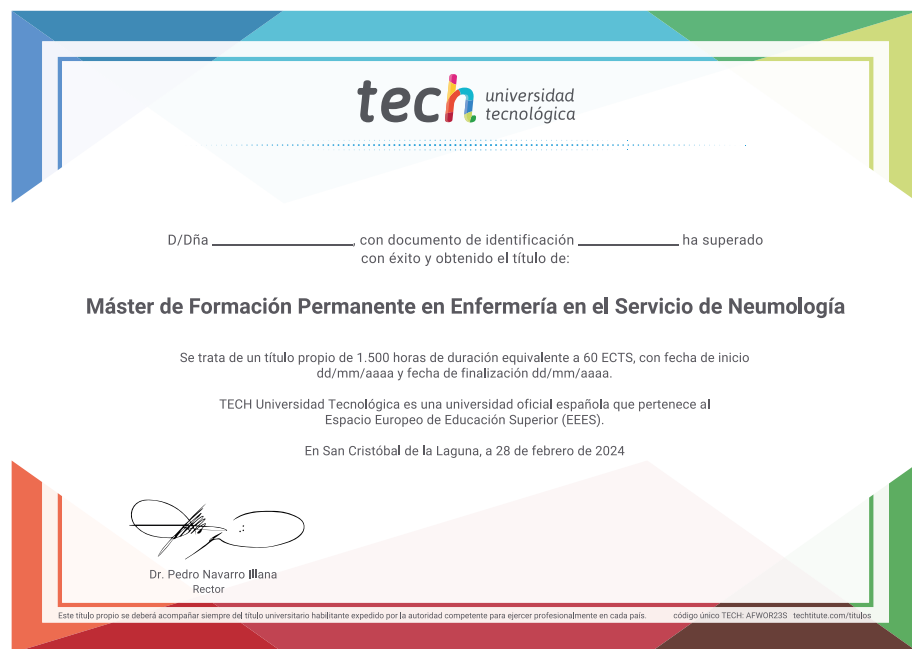 tech universidad
tecnológica
D/Dña ______________, con documento de identificación __________ ha superado
con éxito y obtenido el título de:
Máster de Formación Permanente en Enfermería en el Servicio de Neumología
Se trata de un título propio de 1.500 horas de duración equivalente a 60 ECTS, con fecha de inicio
dd/mm/aaaa y fecha de finalización dd/mm/aaaa.
TECH Universidad Tecnológica es una universidad oficial española que pertenece al
Espacio Europeo de Educación Superior (EEES).
En San Cristóbal de la Laguna, a 28 de febrero de 2024
Dr. Pedro Navarro Illana
Rector
Este título propio se deberá acompañar siempre del título universitario habilitante expedido por la autoridad competente para ejercer profesionalmente en cada país. código único TECH: AFWOR23S techtitute.com/titulos